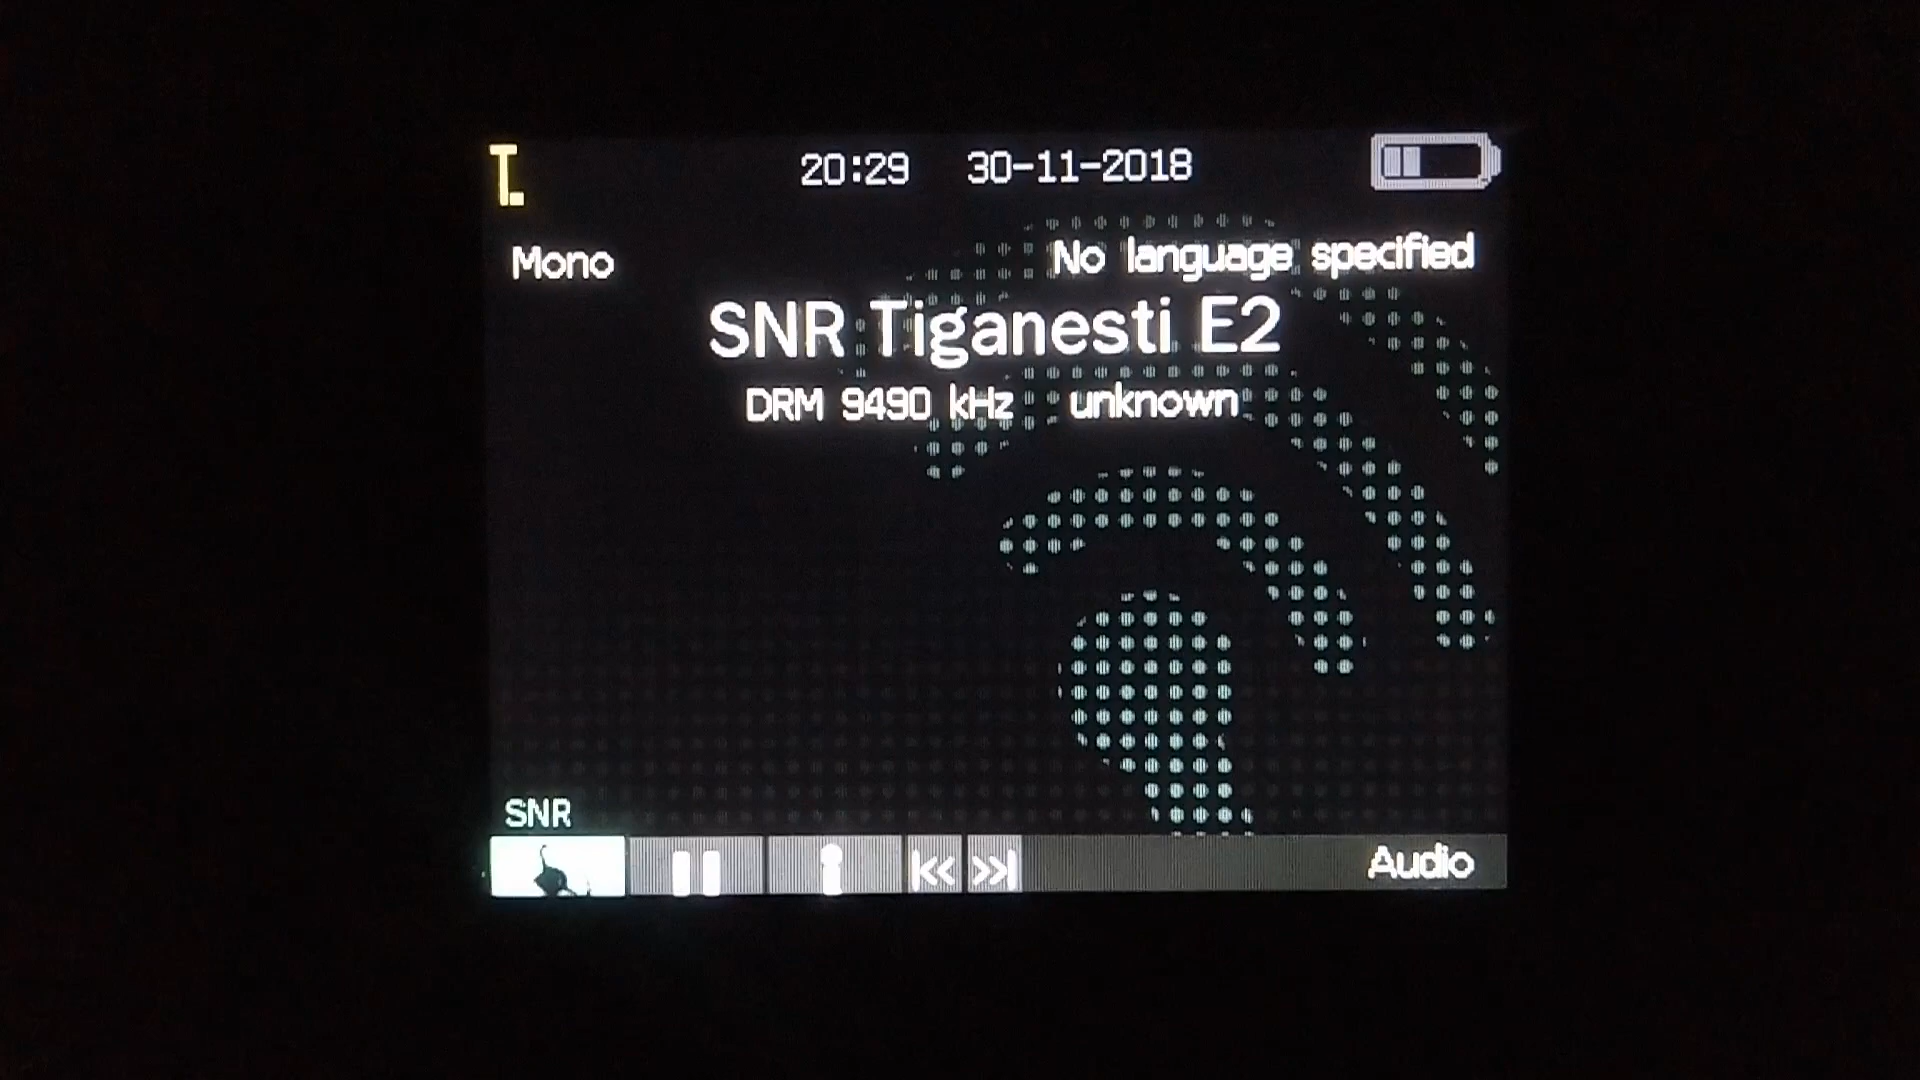 20:29 30-11-2018
Mono No language specified
SNR Tiganesti E2
DRM 9490 kHz unknown
SNR
Audio